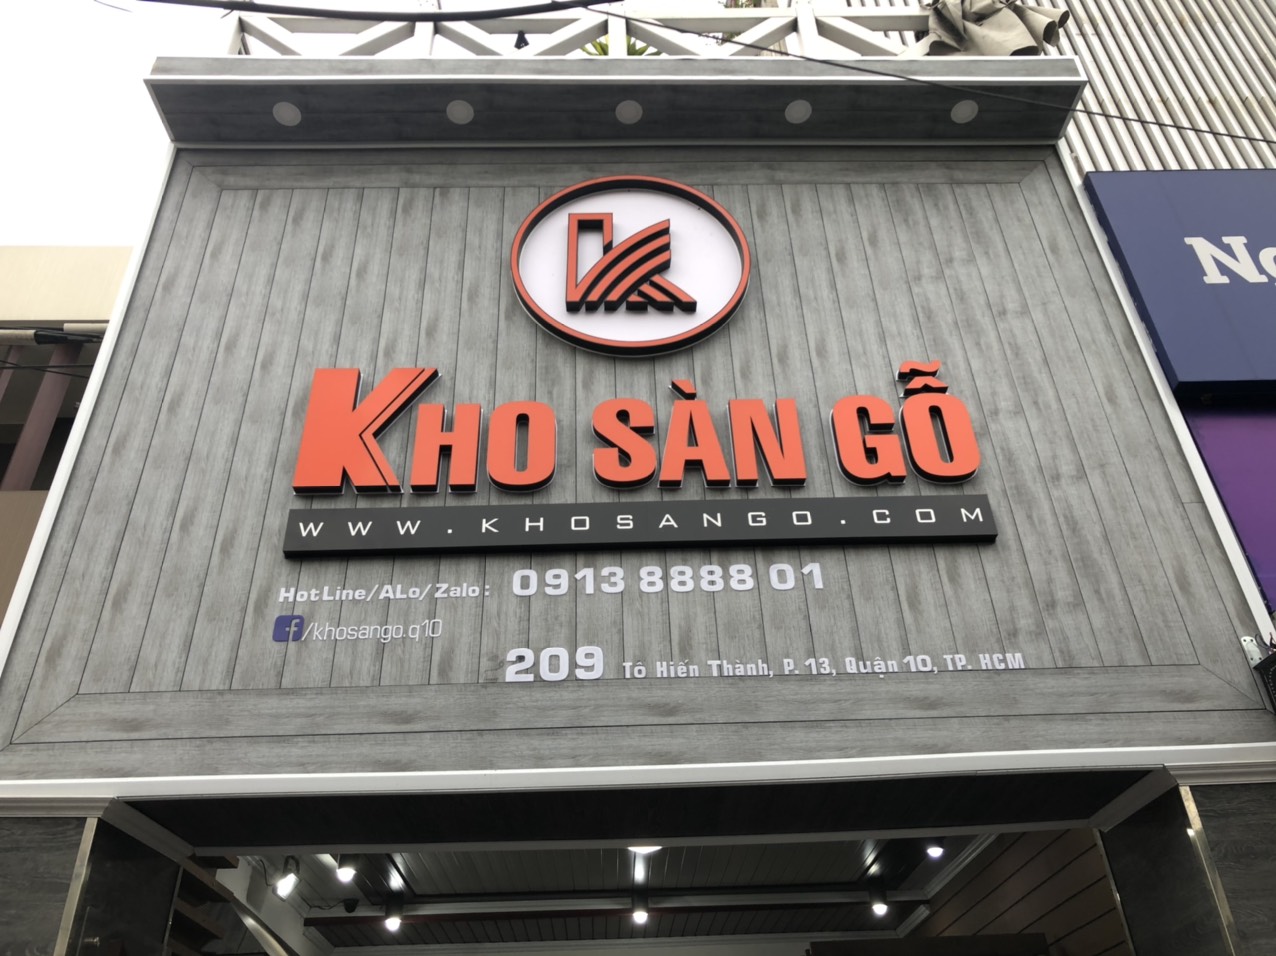 K
KHO SÀN GỖ
WWW.KHOSANGO.COM
HotLine/ALo/Zalo: 0913 8888 01
f/khosango.q10
209 Tô Hiến Thành, P. 13, Quận 10, TP. HCM